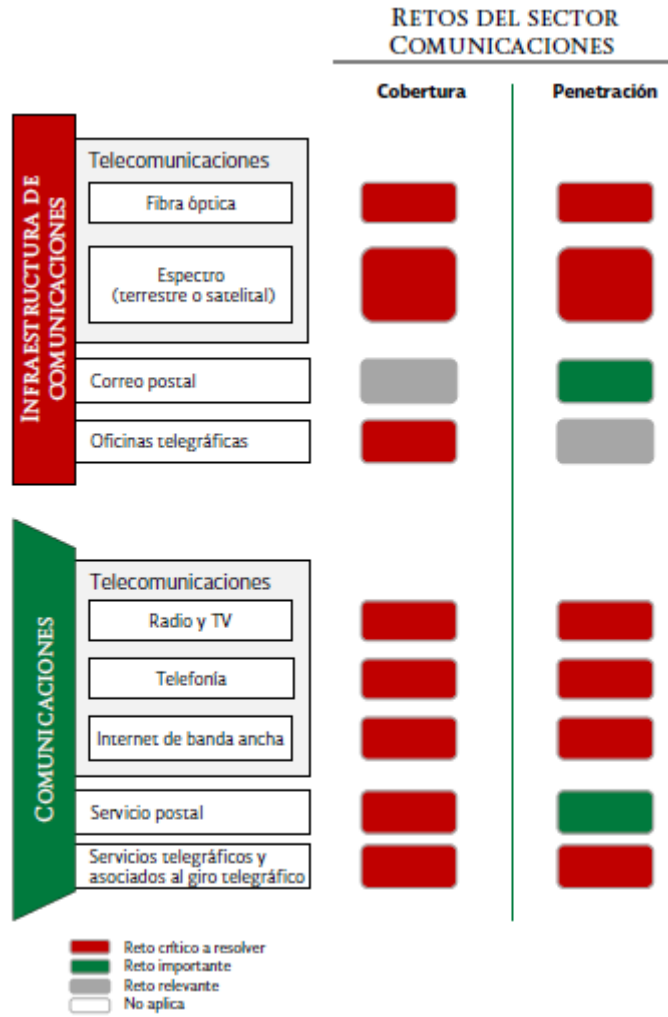 RETOS DEL SECTOR
COMUNICACIONES
Cobertura
Penetración
INFRAESTRUCTURA DE
COMUNICACIONES
Telecomunicaciones
Fibra óptica
Espectro
(terrestre o satelital)
Correo postal
Oficinas telegráficas
COMUNICACIONES
Telecomunicaciones
Radio y TV
Telefonía
Internet de banda ancha
Servicio postal
Servicios telegráficos y
asociados al giro telegráfico
Reto crítico a resolver
Reto importante
Reto relevante
No aplica